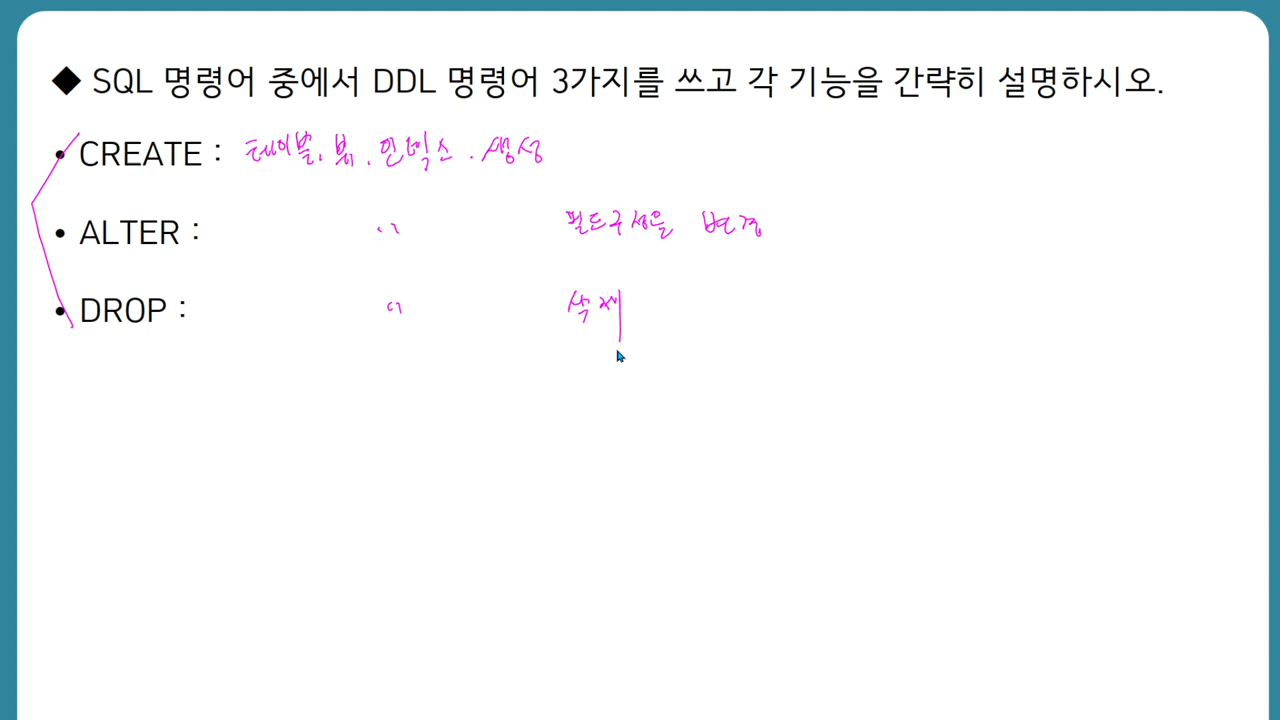 ◆ SQL 명령어 중에서 DDL 명령어 3가지를 쓰고 각 기능을 간략히 설명하시오.
• CREATE : 테이블, 뷰, 인덱스, 생성
• ALTER : 〃 필드구성을 변경
• DROP : 〃 삭제